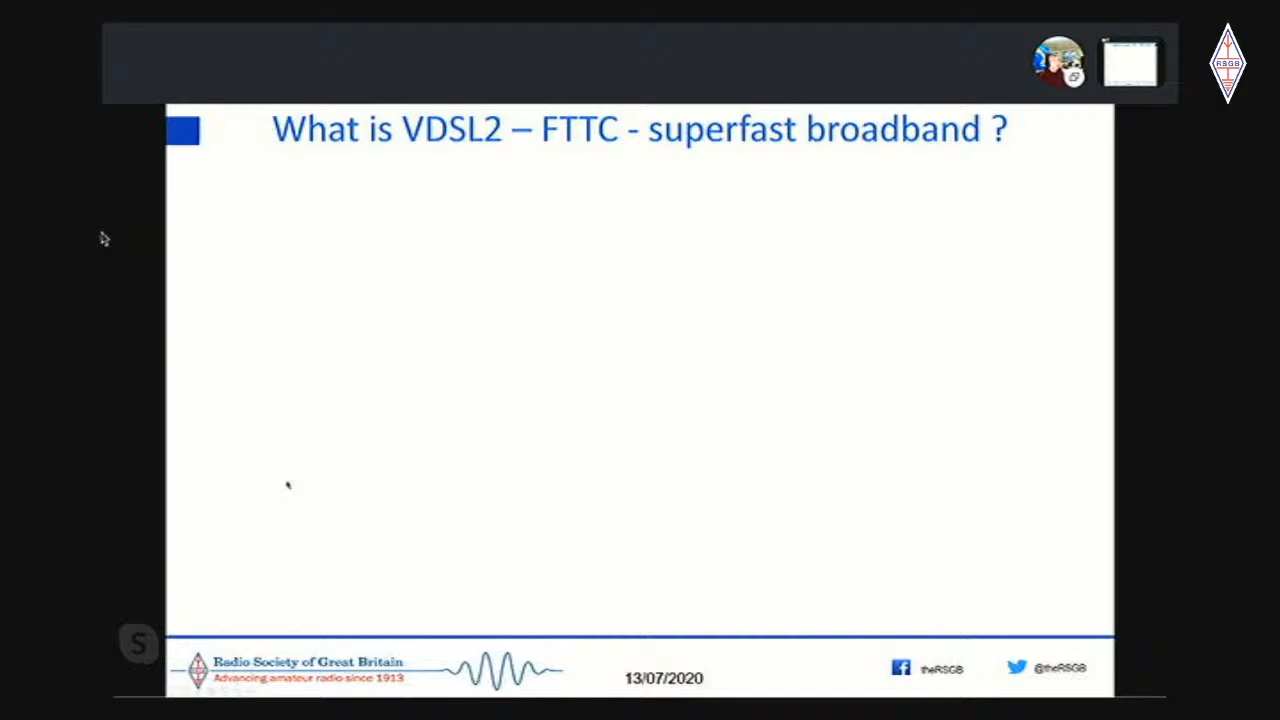 RSGB
What is VDSL2 – FTTC - superfast broadband ?
S
Radio Society of Great Britain
Advancing amateur radio since 1913
13/07/2020
theRSGB
@theRSGB